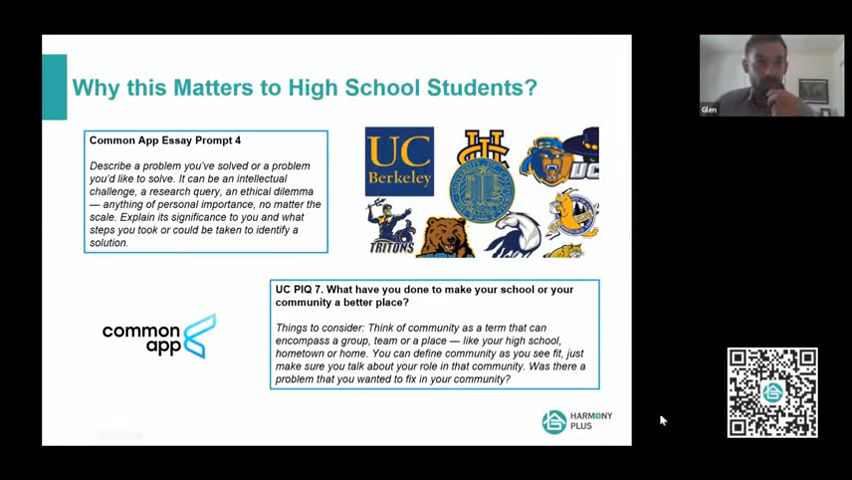 Why this Matters to High School Students?
Common App Essay Prompt 4
Describe a problem you've solved or a problem
you'd like to solve. It can be an intellectual
challenge, a research query, an ethical dilemma
— anything of personal importance, no matter the
scale. Explain its significance to you and what
steps you took or could be taken to identify a
solution.
UC
Berkeley
UC
TRITONS
UC PIQ 7. What have you done to make your school or your
community a better place?
Things to consider: Think of community as a term that can
encompass a group, team or a place — like your high school,
hometown or home. You can define community as you see fit, just
make sure you talk about your role in that community. Was there a
problem that you wanted to fix in your community?
common
app
HARMONY
PLUS
Glen